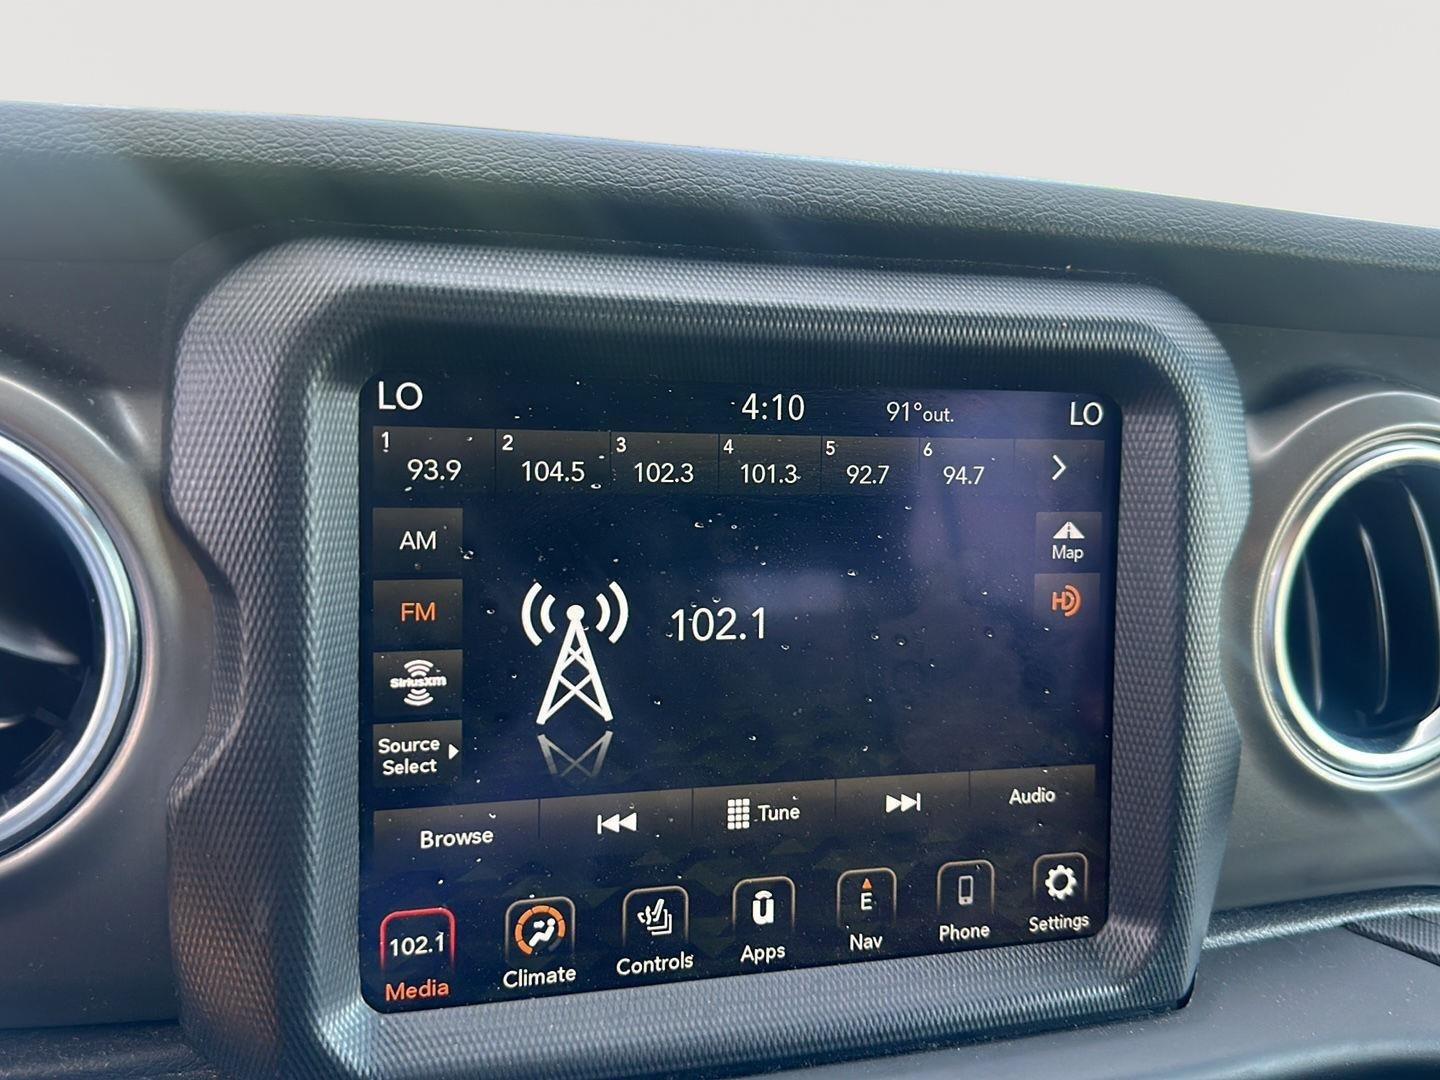 LO 4:10 91°out. LO
1 2 3 4 5 6
93.9 104.5 102.3 101.3 92.7 94.7
AM
Map
FM
HD
102.1
SiriusXM
Source
Select
Browse Tune Audio
102.1 E
Media Climate Controls Apps Nav Phone Settings